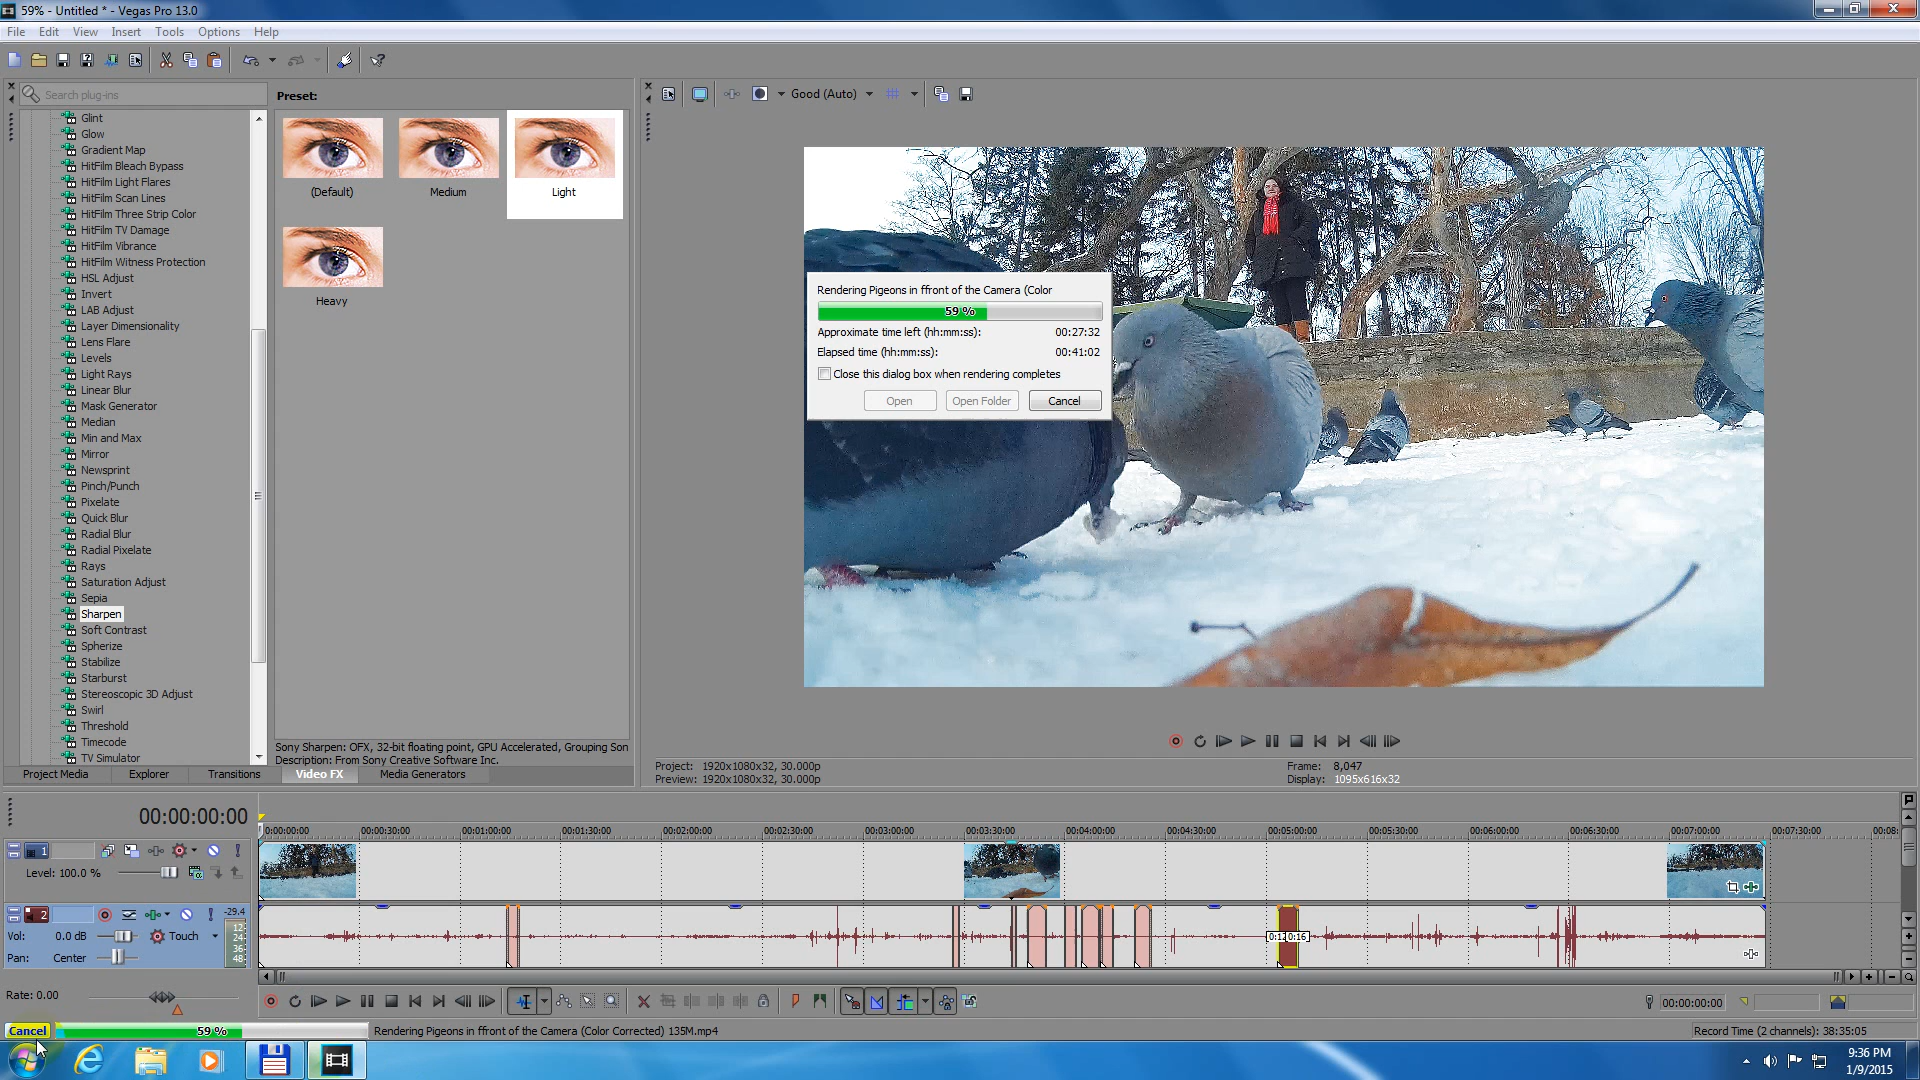 59% - Untitled * - Vegas Pro 13.0
File Edit View Insert Tools Options Help
Search plug-ins
Glint
Glow
Gradient Map
HitFilm Bleach Bypass
HitFilm Light Flares
HitFilm Scan Lines
HitFilm Three Strip Color
HitFilm TV Damage
HitFilm Vibrance
HitFilm Witness Protection
HSL Adjust
Invert
LAB Adjust
Layer Dimensionality
Lens Flare
Levels
Light Rays
Linear Blur
Mask Generator
Median
Min and Max
Mirror
Newsprint
Pinch/Punch
Pixelate
Quick Blur
Radial Blur
Radial Pixelate
Rays
Saturation Adjust
Sepia
Sharpen
Soft Contrast
Spherize
Stabilize
Starburst
Stereoscopic 3D Adjust
Swirl
Threshold
Timecode
TV Simulator
Preset:
(Default) Medium Light
Heavy
Sony Sharpen: OFX, 32-bit floating point, GPU Accelerated, Grouping Son
Description: From Sony Creative Software Inc.
Project Media Explorer Transitions Video FX Media Generators
Good (Auto)
Rendering Pigeons in ffront of the Camera (Color
59 %
Approximate time left (hh:mm:ss): 00:27:32
Elapsed time (hh:mm:ss): 00:41:02
Close this dialog box when rendering completes
Open Open Folder Cancel
Project: 1920x1080x32, 30.000p
Preview: 1920x1080x32, 30.000p
Frame: 8,047
Display: 1095x616x32
00:00:00:00
0:00:00:00 00:00:30:00 00:01:00:00 00:01:30:00 00:02:00:00 00:02:30:00 00:03:00:00 00:03:30:00 00:04:00:00 00:04:30:00 00:05:00:00 00:05:30:00 00:06:00:00 00:06:30:00 00:07:00:00 00:07:30:00 00:08:
1
Level: 100.0 %
2
-29.4
Vol: 0.0 dB Touch
Pan: Center
12
24
36
48
0:12 0:16
Rate: 0.00
00:00:00:00
Cancel 59 % Rendering Pigeons in ffront of the Camera (Color Corrected) 135M.mp4
Record Time (2 channels): 38:35:05
9:36 PM
1/9/2015